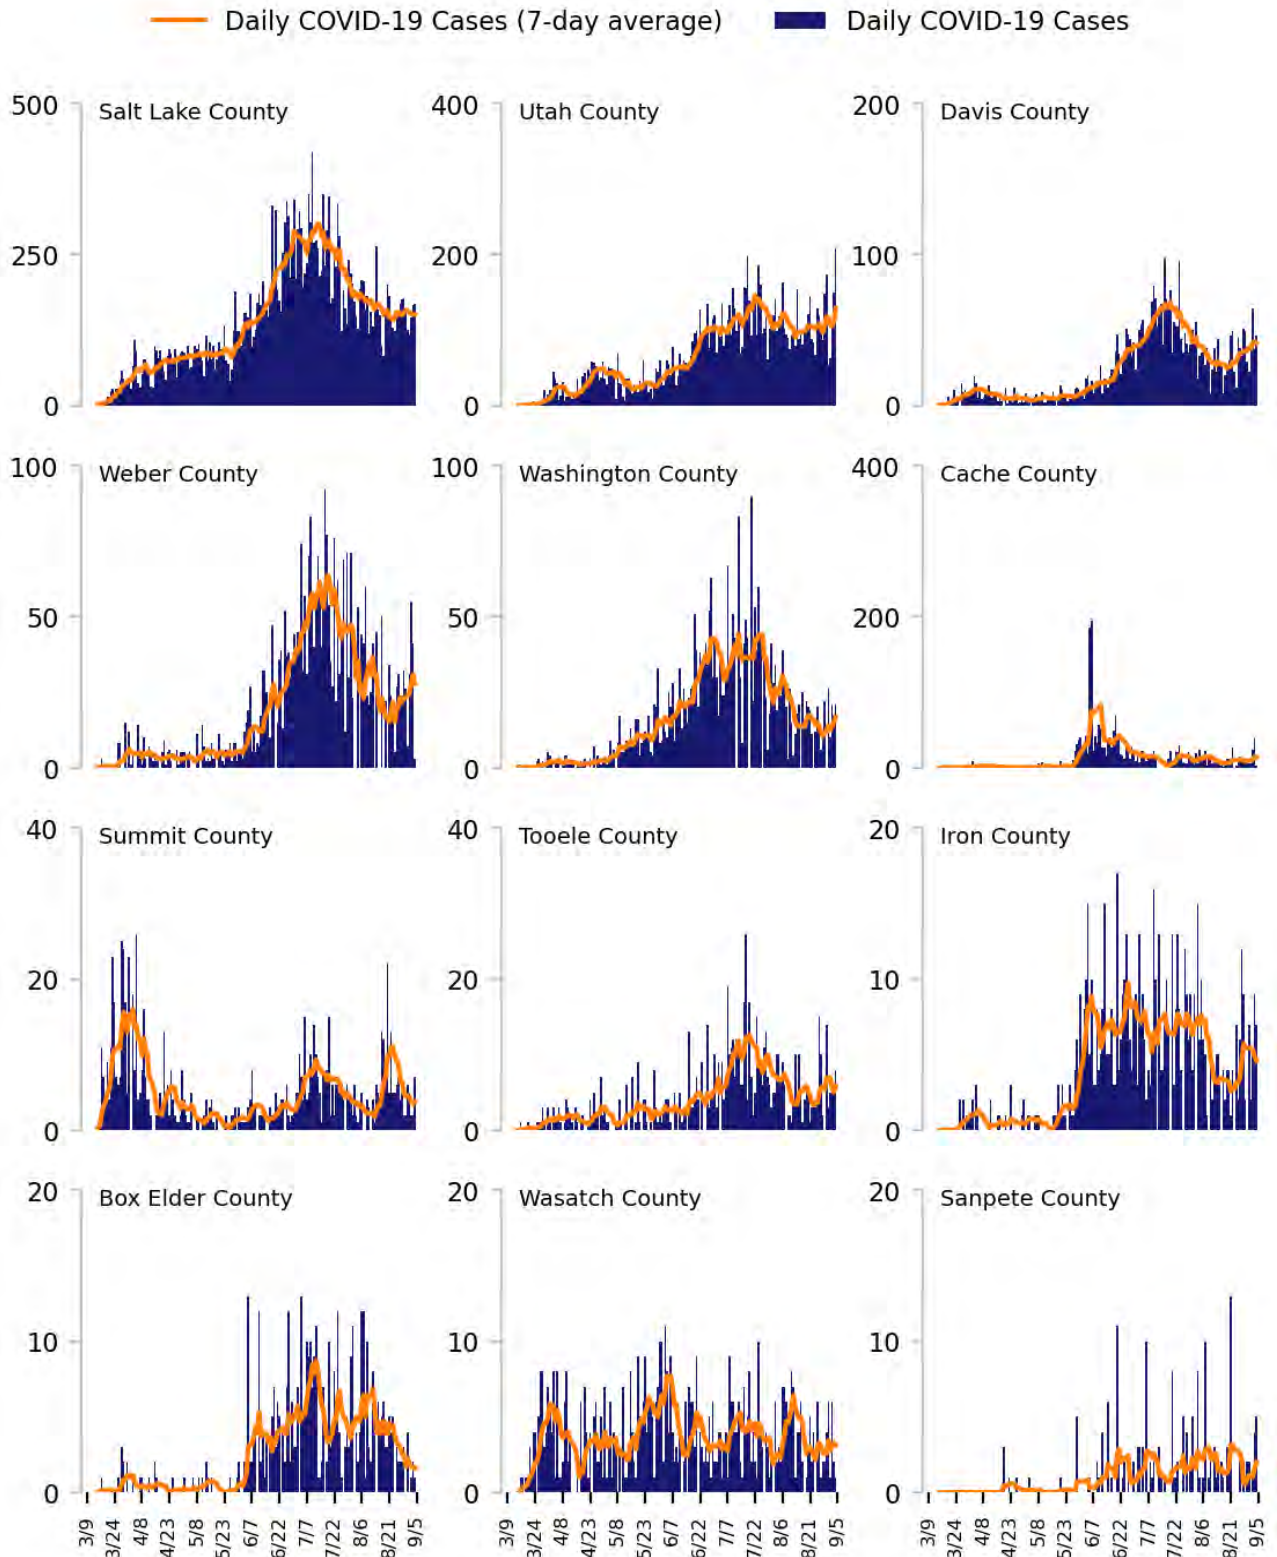 Daily COVID-19 Cases (7-day average) Daily COVID-19 Cases
500 Salt Lake County 400 Utah County 200 Davis County
250 200 100
0 0 0
100 Weber County 100 Washington County 400 Cache County
50 50 200
0 0 0
40 Summit County 40 Tooele County 20 Iron County
20 20 10
0 0 0
20 Box Elder County 20 Wasatch County 20 Sanpete County
10 10 10
0 0 0
3/9 3/24 4/8 4/23 5/8 5/23 6/7 6/22 7/7 7/22 8/6 8/21 9/5 3/9 3/24 4/8 4/23 5/8 5/23 6/7 6/22 7/7 7/22 8/6 8/21 9/5 3/9 3/24 4/8 4/23 5/8 5/23 6/7 6/22 7/7 7/22 8/6 8/21 9/5